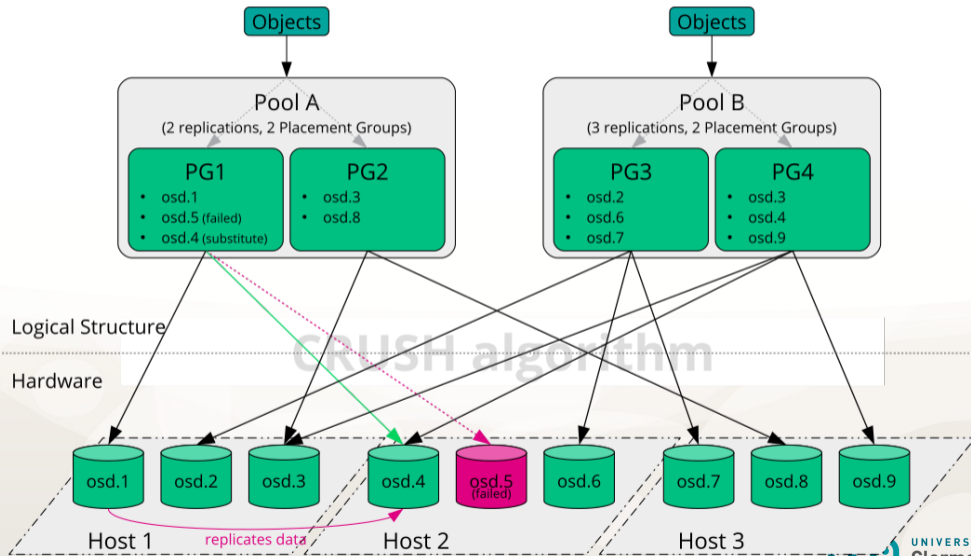 Objects
Objects
Pool A
(2 replications, 2 Placement Groups)
PG1
• osd.1
• osd.5 (failed)
• osd.4 (substitute)
PG2
• osd.3
• osd.8
Pool B
(3 replications, 2 Placement Groups)
PG3
• osd.2
• osd.6
• osd.7
PG4
• osd.3
• osd.4
• osd.9
Logical Structure
CRUSH algorithm
Hardware
osd.1
osd.2
osd.3
osd.4
osd.5
(failed)
osd.6
osd.7
osd.8
osd.9
Host 1
replicates data
Host 2
Host 3